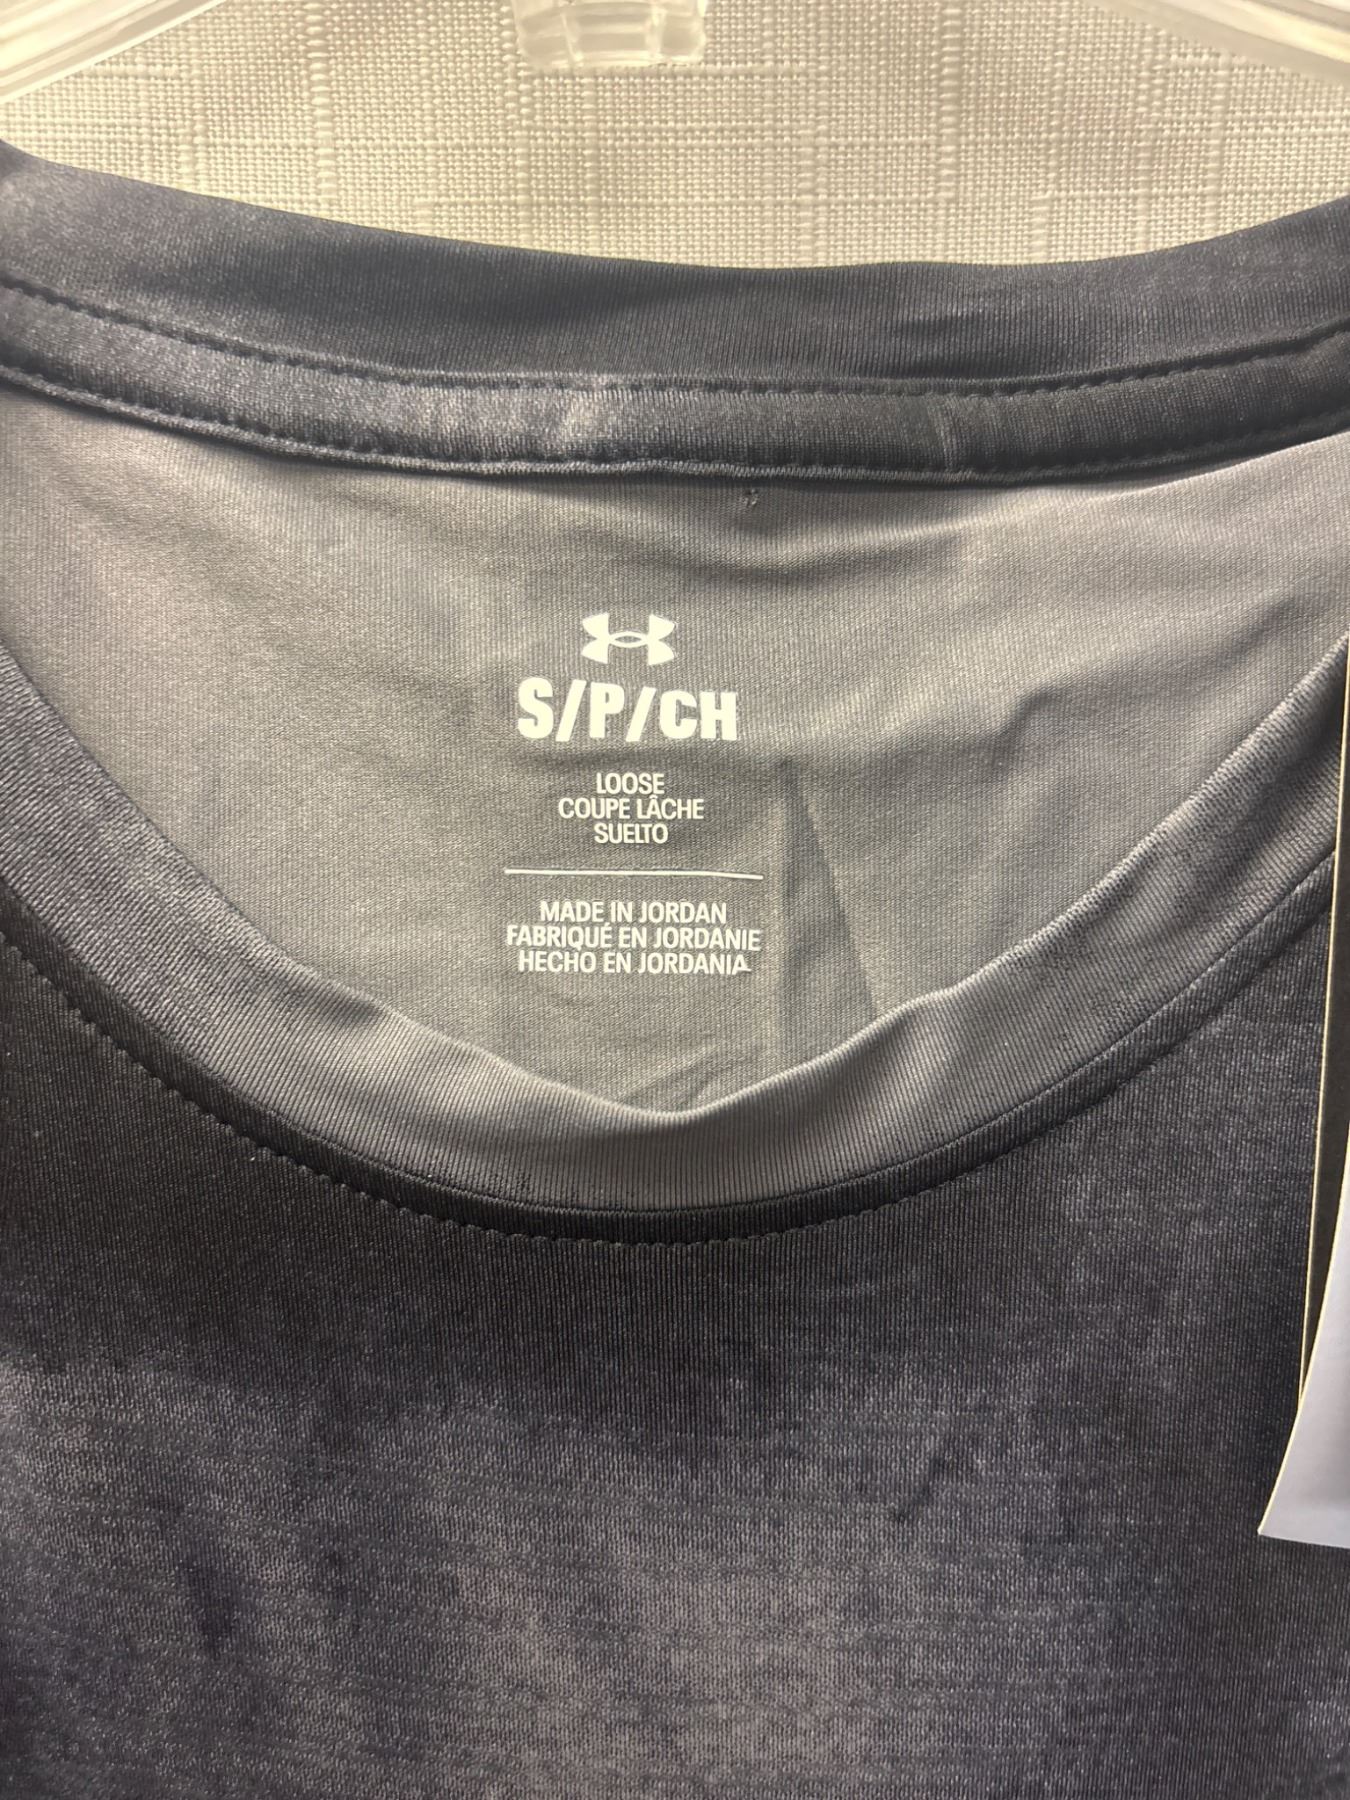 S/P/CH
LOOSE
COUPE LÂCHE
SUELTO
MADE IN JORDAN
FABRIQUÉ EN JORDANIE
HECHO EN JORDANIA